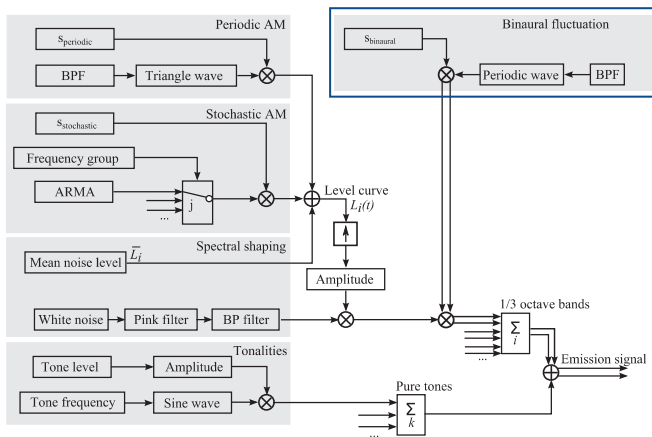 Periodic AM
s_periodic
BPF
Triangle wave
Binaural fluctuation
s_binaural
Periodic wave
BPF
Stochastic AM
s_stochastic
Frequency group
ARMA
j
...
Level curve
L_i(t)
Spectral shaping
Mean noise level
L̅_i
Amplitude
White noise
Pink filter
BP filter
1/3 octave bands
Σ
i
...
Emission signal
Tonalities
Tone level
Amplitude
Tone frequency
Sine wave
Pure tones
Σ
k
...